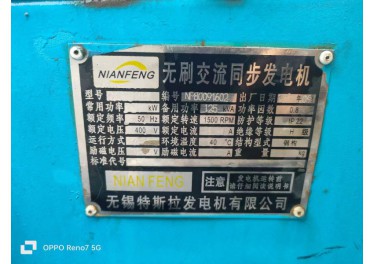 NIANFENG 无刷交流同步发电机
型号 编号 出厂日期 年
常用功率 kW 备用功率 kVA 功率因数 0.8
额定频率 50 Hz 额定转速 1500 RPM 防护等级
额定电压 400 V 额定电流 A 绝缘等级 H 级
运行方式 环境温度 40 ℃ 结构型式
励磁电压 V 励磁电流 A 重量 kg
标准代号
NIANFENG 注意
无锡特斯拉发电机有限公司
OPPO Reno7 5G